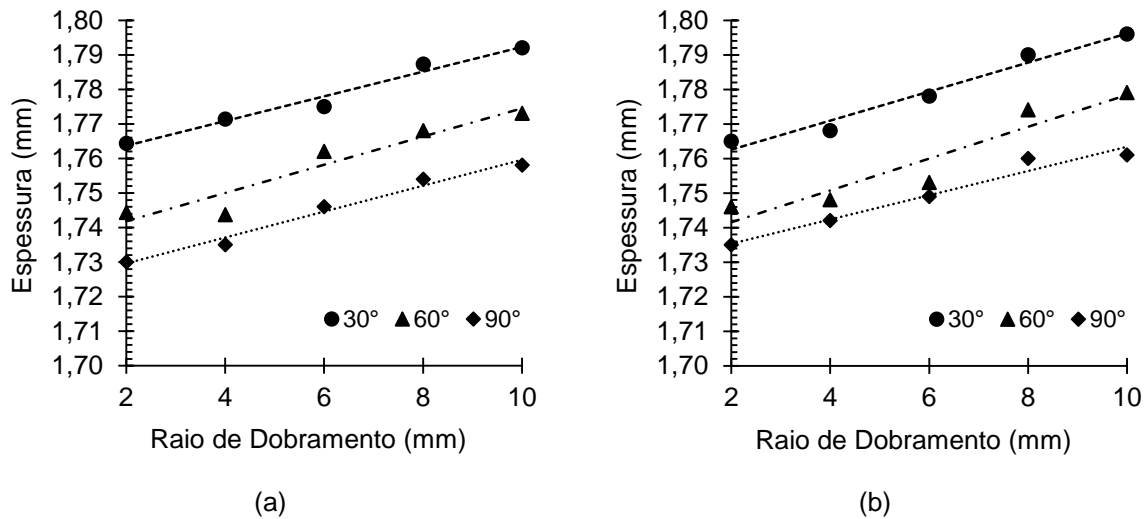 1,80
1,79
1,78
1,77
1,76
1,75
1,74
1,73
1,72
1,71
1,70
Espessura (mm)
30° 60° 90°
2 4 6 8 10
Raio de Dobramento (mm)
(a)
1,80
1,79
1,78
1,77
1,76
1,75
1,74
1,73
1,72
1,71
1,70
Espessura (mm)
30° 60° 90°
2 4 6 8 10
Raio de Dobramento (mm)
(b)